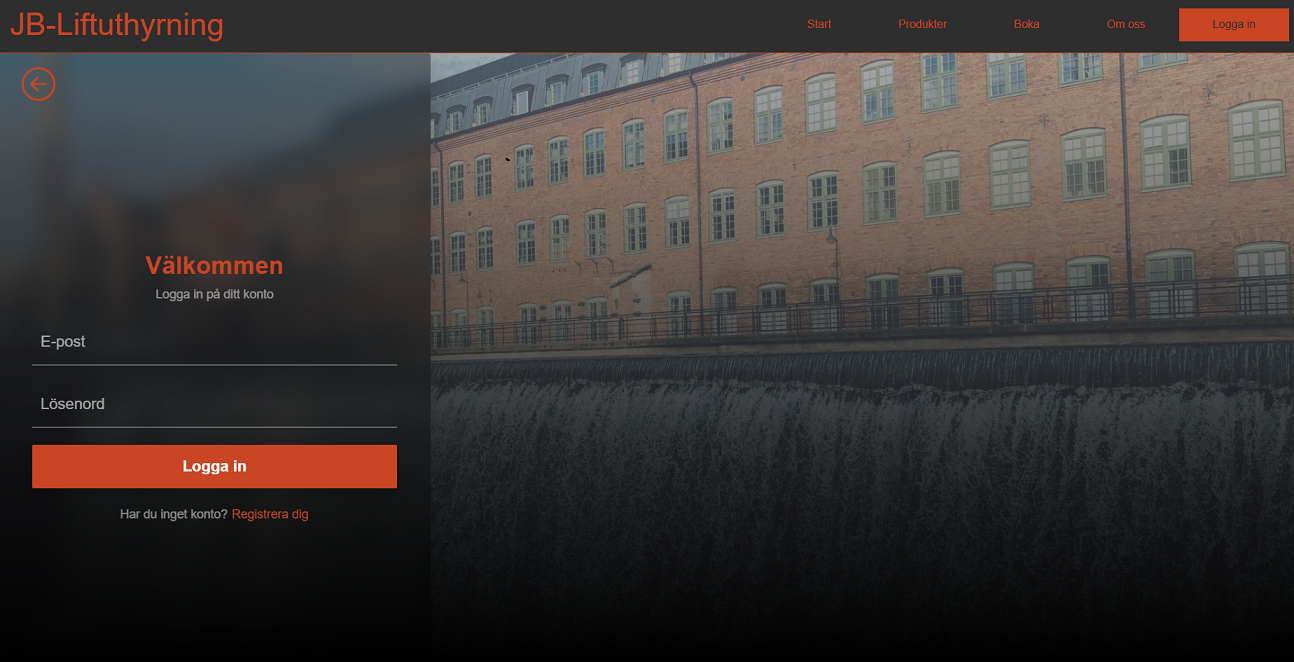 JB-Liftuthyrning
Start
Produkter
Boka
Om oss
Logga in
Välkommen
Logga in på ditt konto
E-post
Lösenord
Logga in
Har du inget konto? Registrera dig